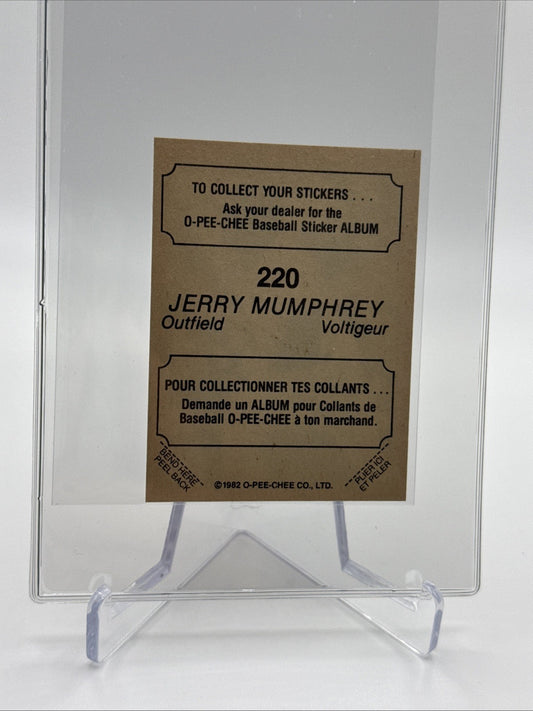 TO COLLECT YOUR STICKERS . . .
Ask your dealer for the
O-PEE-CHEE Baseball Sticker ALBUM
220
JERRY MUMPHREY
Outfield Voltigeur
POUR COLLECTIONNER TES COLLANTS . . .
Demande un ALBUM pour Collants de
Baseball O-PEE-CHEE à ton marchand.
BEND HERE
PEEL BACK
©1982 O-PEE-CHEE CO., LTD.
PLIER ICI
ET PELER